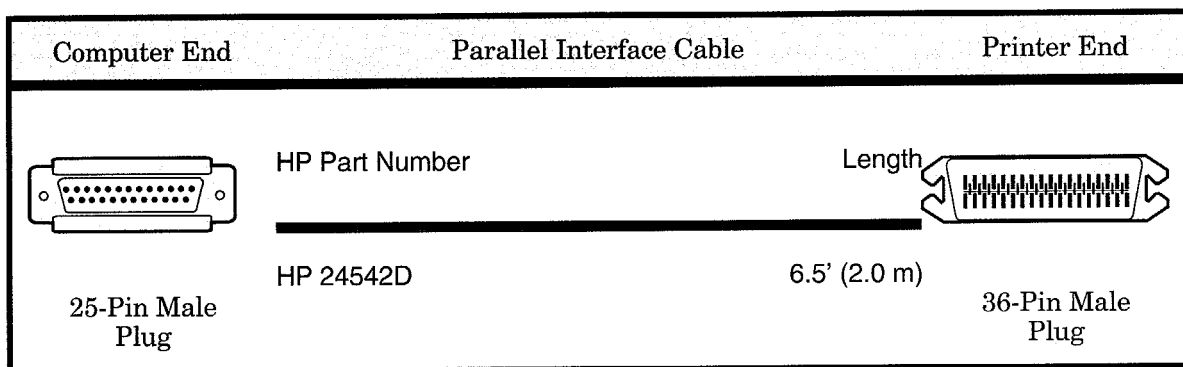 Computer End Parallel Interface Cable Printer End
HP Part Number Length
HP 24542D 6.5' (2.0 m)
25-Pin Male
Plug
36-Pin Male
Plug